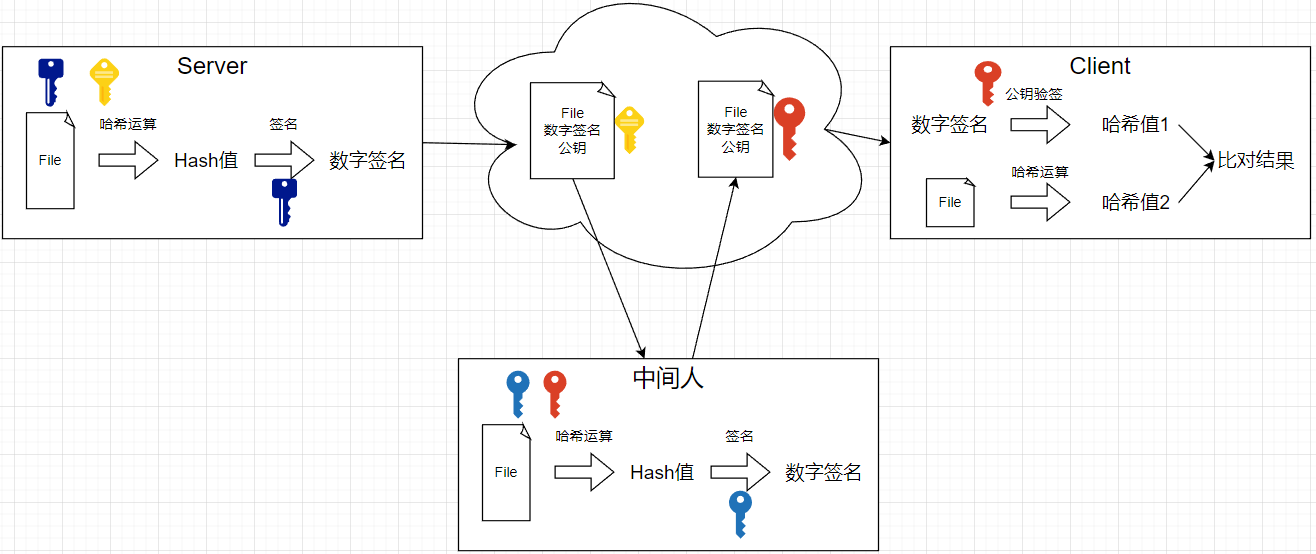 Server
哈希运算
签名
File
Hash值
数字签名
File
数字签名
公钥
File
数字签名
公钥
Client
公钥验签
数字签名
哈希值1
比对结果
哈希运算
File
哈希值2
中间人
哈希运算
签名
File
Hash值
数字签名